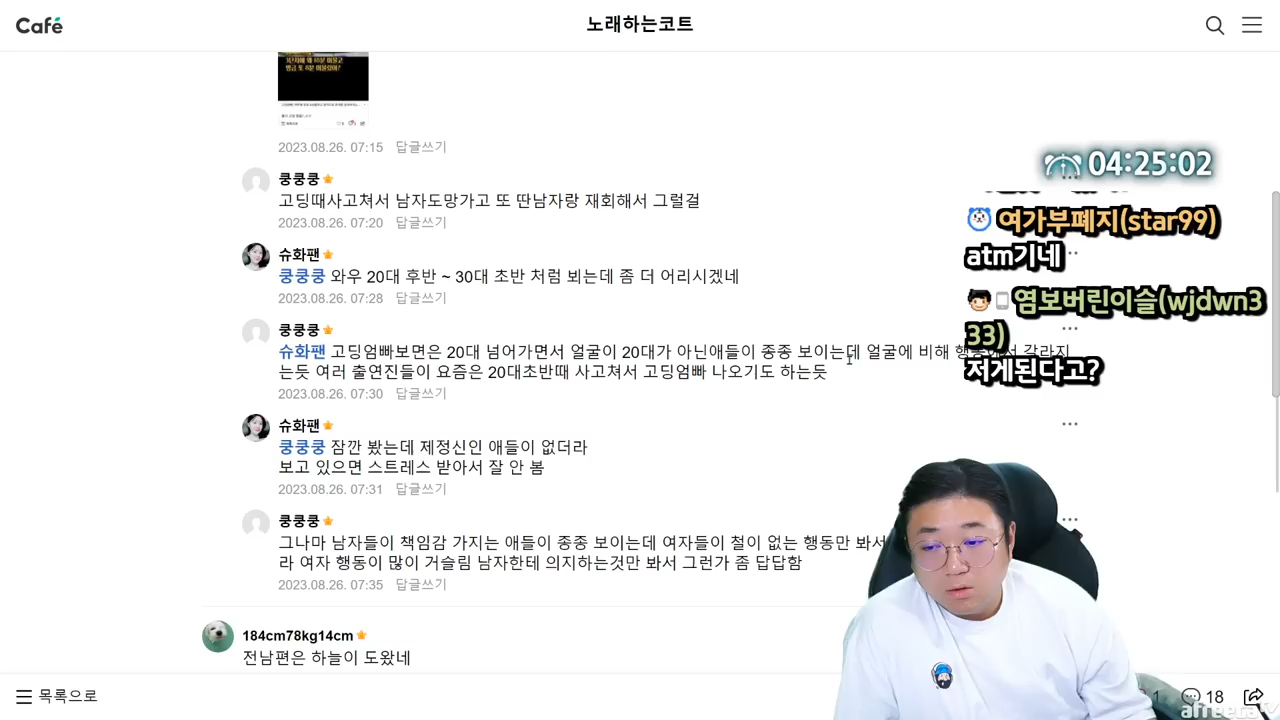 Café
노래하는코트
2023.08.26. 07:15 답글쓰기
쿵쿵쿵
고딩때사고쳐서 남자도망가고 또 딴남자랑 재회해서 그럴걸
2023.08.26. 07:20 답글쓰기
슈화팬
쿵쿵쿵 와우 20대 후반 ~ 30대 초반 처럼 뵈는데 좀 더 어리시겠네
2023.08.26. 07:28 답글쓰기
쿵쿵쿵
슈화팬 고딩엄빠보면은 20대 넘어가면서 얼굴이 20대가 아닌애들이 종종 보이는데 얼굴에 비해 갈라지
는듯 여러 출연진들이 요즘은 20대초반때 사고쳐서 고딩엄빠 나오기도 하는듯
2023.08.26. 07:30 답글쓰기
슈화팬
쿵쿵쿵 잠깐 봤는데 제정신인 애들이 없더라
보고 있으면 스트레스 받아서 잘 안 봄
2023.08.26. 07:31 답글쓰기
쿵쿵쿵
그나마 남자들이 책임감 가지는 애들이 종종 보이는데 여자들이 철이 없는 행동만 봐서
라 여자 행동이 많이 거슬림 남자한테 의지하는것만 봐서 그런가 좀 답답함
2023.08.26. 07:35 답글쓰기
184cm78kg14cm
전남편은 하늘이 도왔네
목록으로
1 18
04:25:02
여가부폐지(star99)
atm기네
염보버린이슬(wjdwn3
33)
저게된다고?
afreecaTV